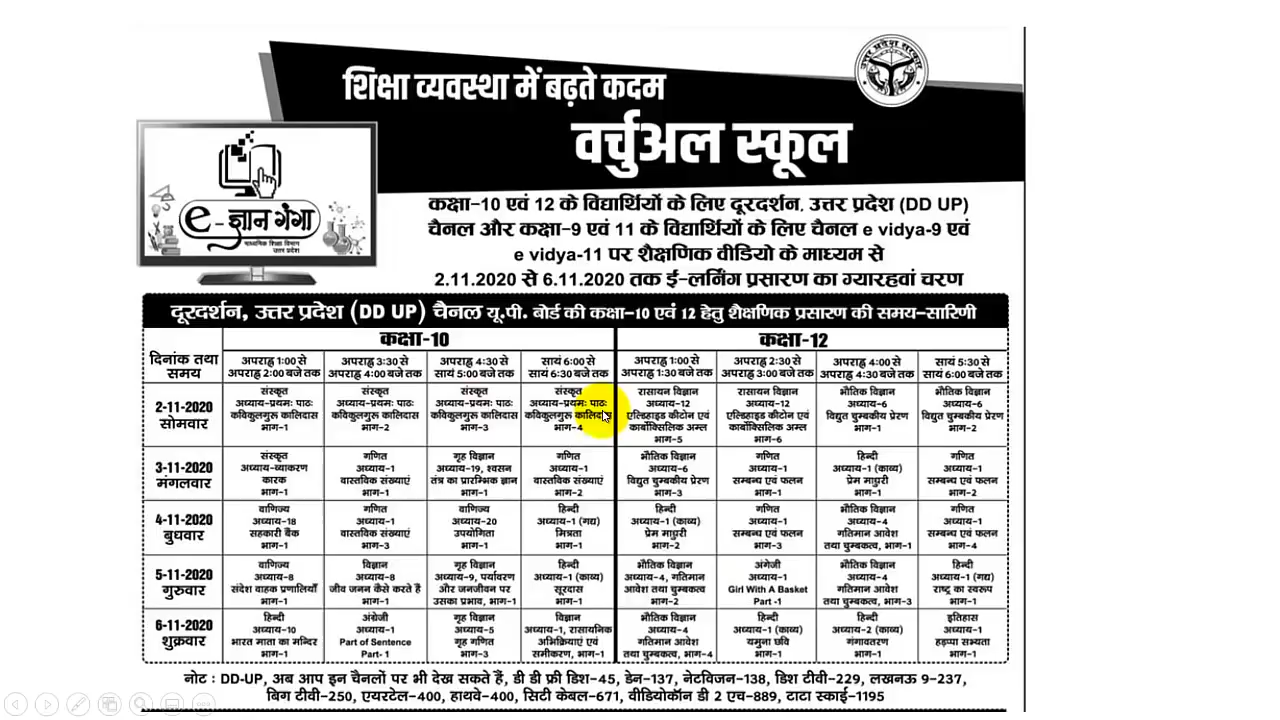 शिक्षा व्यवस्था में बढ़ते कदम
वर्चुअल स्कूल
उत्तर प्रदेश सरकार
e-ज्ञान गंगा
माध्यमिक शिक्षा विभाग
उत्तर प्रदेश
कक्षा-10 एवं 12 के विद्यार्थियों के लिए दूरदर्शन, उत्तर प्रदेश (DD UP)
चैनल और कक्षा-9 एवं 11 के विद्यार्थियों के लिए चैनल e vidya-9 एवं
e vidya-11 पर शैक्षणिक वीडियो के माध्यम से
2.11.2020 से 6.11.2020 तक ई-लर्निंग प्रसारण का ग्यारहवां चरण
दूरदर्शन, उत्तर प्रदेश (DD UP) चैनल यू.पी. बोर्ड की कक्षा-10 एवं 12 हेतु शैक्षणिक प्रसारण की समय-सारिणी
कक्षा-10 कक्षा-12
दिनांक तथा अपराह्न 1:00 से अपराह्न 3:30 से अपराह्न 4:30 से सायं 6:00 से अपराह्न 1:00 से अपराह्न 2:30 से अपराह्न 4:00 से सायं 5:30 से
समय अपराह्न 2:00 बजे तक अपराह्न 4:00 बजे तक सायं 5:00 बजे तक सायं 6:30 बजे तक अपराह्न 1:30 बजे तक अपराह्न 3:00 बजे तक अपराह्न 4:30 बजे तक सायं 6:00 बजे तक
संस्कृत संस्कृत संस्कृत संस्कृत रासायन विज्ञान रासायन विज्ञान भौतिक विज्ञान भौतिक विज्ञान
2-11-2020 अध्याय-प्रथमः पाठः अध्याय-प्रथमः पाठः अध्याय-प्रथमः पाठः अध्याय-प्रथमः पाठः अध्याय-12 अध्याय-12 अध्याय-6 अध्याय-6
सोमवार कविकुलगुरू कालिदास कविकुलगुरू कालिदास कविकुलगुरू कालिदास कविकुलगुरू कालिदास एल्डिहाइड कीटोन एवं एल्डिहाइड कीटोन एवं विद्युत चुम्बकीय प्रेरण विद्युत चुम्बकीय प्रेरण
भाग-1 भाग-2 भाग-3 भाग-4 कार्बोक्सिलिक अम्ल कार्बोक्सिलिक अम्ल भाग-1 भाग-2
भाग-5 भाग-6
संस्कृत गणित गृह विज्ञान गणित भौतिक विज्ञान गणित हिन्दी गणित
3-11-2020 अध्याय-व्याकरण अध्याय-1 अध्याय-19, श्वसन अध्याय-1 अध्याय-6 अध्याय-1 अध्याय-1 (काव्य) अध्याय-1
मंगलवार कारक वास्तविक संख्याएं तंत्र का प्रारम्भिक ज्ञान वास्तविक संख्याएं विद्युत चुम्बकीय प्रेरण सम्बन्ध एवं फलन प्रेम माधुरी सम्बन्ध एवं फलन
भाग-1 भाग-1 भाग-1 भाग-2 भाग-3 भाग-1 भाग-1 भाग-2
वाणिज्य गणित वाणिज्य हिन्दी हिन्दी गणित भौतिक विज्ञान गणित
4-11-2020 अध्याय-18 अध्याय-1 अध्याय-20 अध्याय-1 (गद्य) अध्याय-1 (काव्य) अध्याय-1 अध्याय-4 अध्याय-1
बुधवार सहकारी बैंक वास्तविक संख्याएं उपयोगिता मित्रता प्रेम माधुरी सम्बन्ध एवं फलन गतिमान आवेश सम्बन्ध एवं फलन
भाग-1 भाग-3 भाग-1 भाग-1 भाग-2 भाग-3 तथा चुम्बकत्व, भाग-1 भाग-4
वाणिज्य विज्ञान गृह विज्ञान हिन्दी भौतिक विज्ञान अंग्रेजी भौतिक विज्ञान हिन्दी
5-11-2020 अध्याय-8 अध्याय-8 अध्याय-9, पर्यावरण अध्याय-1 (काव्य) अध्याय-4, गतिमान अध्याय-1 अध्याय-4 अध्याय-1 (गद्य)
गुरुवार संदेश वाहक प्रणालियाँ जीव जनन कैसे करते है और जनजीवन पर सूरदास आवेश तथा चुम्बकत्व Girl With A Basket गतिमान आवेश राष्ट्र का स्वरूप
भाग-1 भाग-1 उसका प्रभाव, भाग-1 भाग-1 भाग-2 Part -1 तथा चुम्बकत्व, भाग-3 भाग-1
हिन्दी अंग्रेजी गृह विज्ञान विज्ञान भौतिक विज्ञान हिन्दी हिन्दी इतिहास
6-11-2020 अध्याय-10 अध्याय-1 अध्याय-5 अध्याय-1, रासायनिक अध्याय-4 अध्याय-1 (काव्य) अध्याय-2 (काव्य) अध्याय-1
शुक्रवार भारत माता का मन्दिर Part of Sentence गृह गणित अभिक्रियाएं एवं गतिमान आवेश यमुना छवि गंगावतरण हड़प्पा सभ्यता
भाग-1 Part- 1 भाग-3 समीकरण, भाग-1 तथा चुम्बकत्व, भाग-4 भाग-1 भाग-1 भाग-1
नोट : DD-UP, अब आप इन चैनलों पर भी देख सकते हैं, डी डी फ्री डिश-45, डेन-137, नेटविजन-138, डिश टीवी-229, लखनऊ 9-237,
बिग टीवी-250, एयरटेल-400, हाथवे-400, सिटी केबल-671, वीडियोकॉन डी 2 एच-889, टाटा स्काई-1195